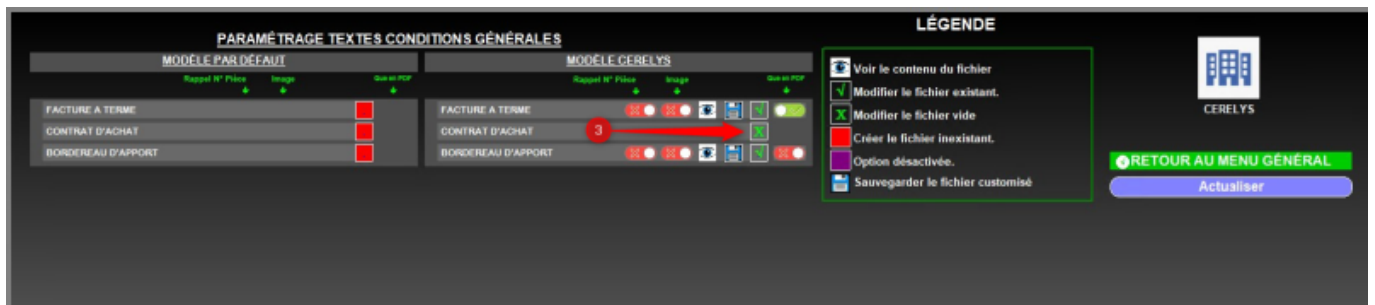 LÉGENDE
PARAMÉTRAGE TEXTES CONDITIONS GÉNÉRALES
MODÈLE PAR DÉFAUT
Rappel N° Pièce Image Que en PDF
FACTURE A TERME
CONTRAT D'ACHAT
BORDEREAU D'APPORT
MODÈLE CERELYS
Rappel N° Pièce Image Que en PDF
FACTURE A TERME
CONTRAT D'ACHAT
3
X
BORDEREAU D'APPORT
Voir le contenu du fichier
Modifier le fichier existant.
X Modifier le fichier vide
Créer le fichier inexistant.
Option désactivée.
Sauvegarder le fichier customisé
CERELYS
RETOUR AU MENU GÉNÉRAL
Actualiser